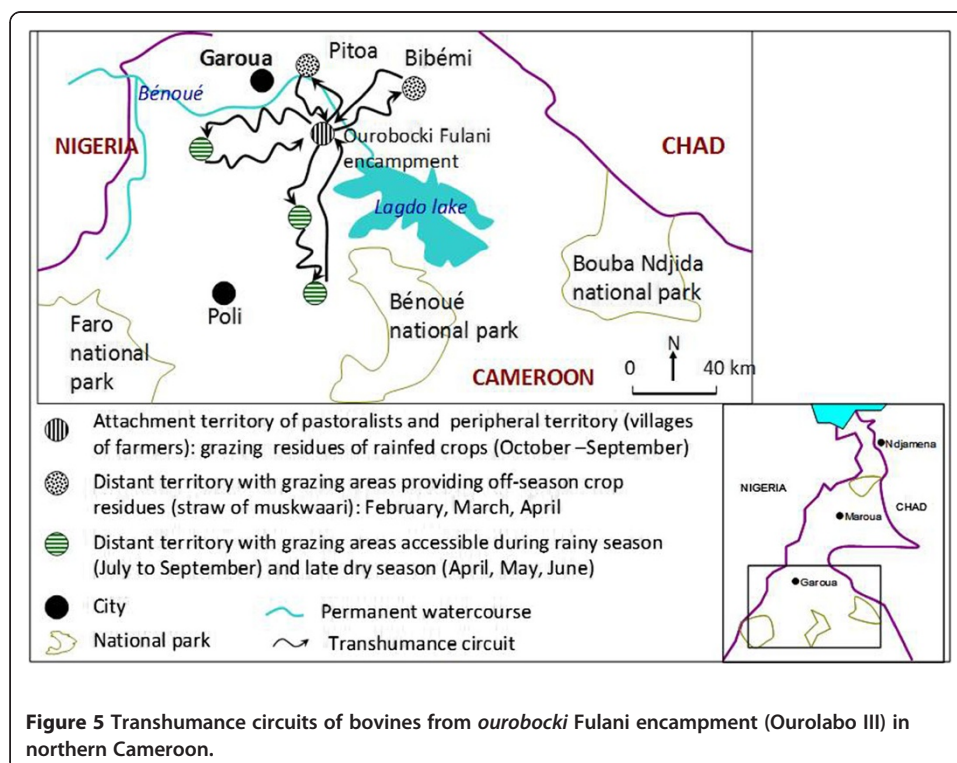 Pitoa
Garoua
Bibémi
Bénoué
NIGERIA
Ourobocki Fulani
encampment
CHAD
Lagdo lake
Bouba Ndjida
national park
Poli
Bénoué
national park
Faro
national
park
N
0 40 km
CAMEROON
Attachment territory of pastoralists and peripheral territory (villages
of farmers): grazing residues of rainfed crops (October –September)
Distant territory with grazing areas providing off-season crop
residues (straw of muskwaari): February, March, April
Distant territory with grazing areas accessible during rainy season
(July to September) and late dry season (April, May, June)
City
Permanent watercourse
National park
Transhumance circuit
Ndjamena
NIGERIA
CHAD
Maroua
Garoua
Figure 5 Transhumance circuits of bovines from ourobocki Fulani encampment (Ourolabo III) in
northern Cameroon.